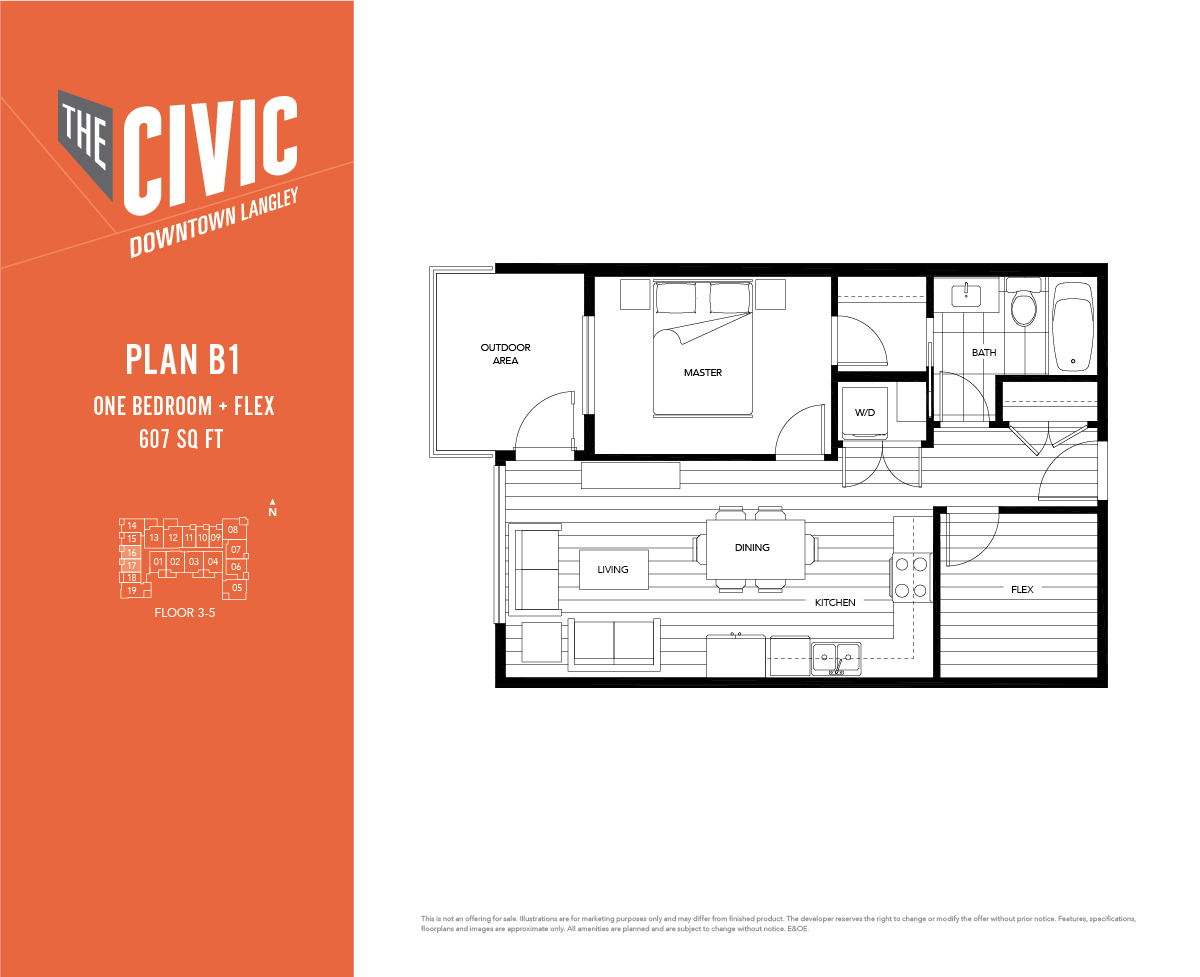 THE
CIVIC
DOWNTOWN LANGLEY
PLAN B1
ONE BEDROOM + FLEX
607 SQ FT
N
14
15
16
17
18
19
13 12 11 10 09
08
07
06
05
01 02 03 04
FLOOR 3-5
OUTDOOR
AREA
MASTER
BATH
W/D
DINING
LIVING
KITCHEN
FLEX
This is not an offering for sale. Illustrations are for marketing purposes only and may differ from finished product. The developer reserves the right to change or modify the offer without prior notice. Features, specifications,
floorplans and images are approximate only. All amenities are planned and are subject to change without notice. E&OE.